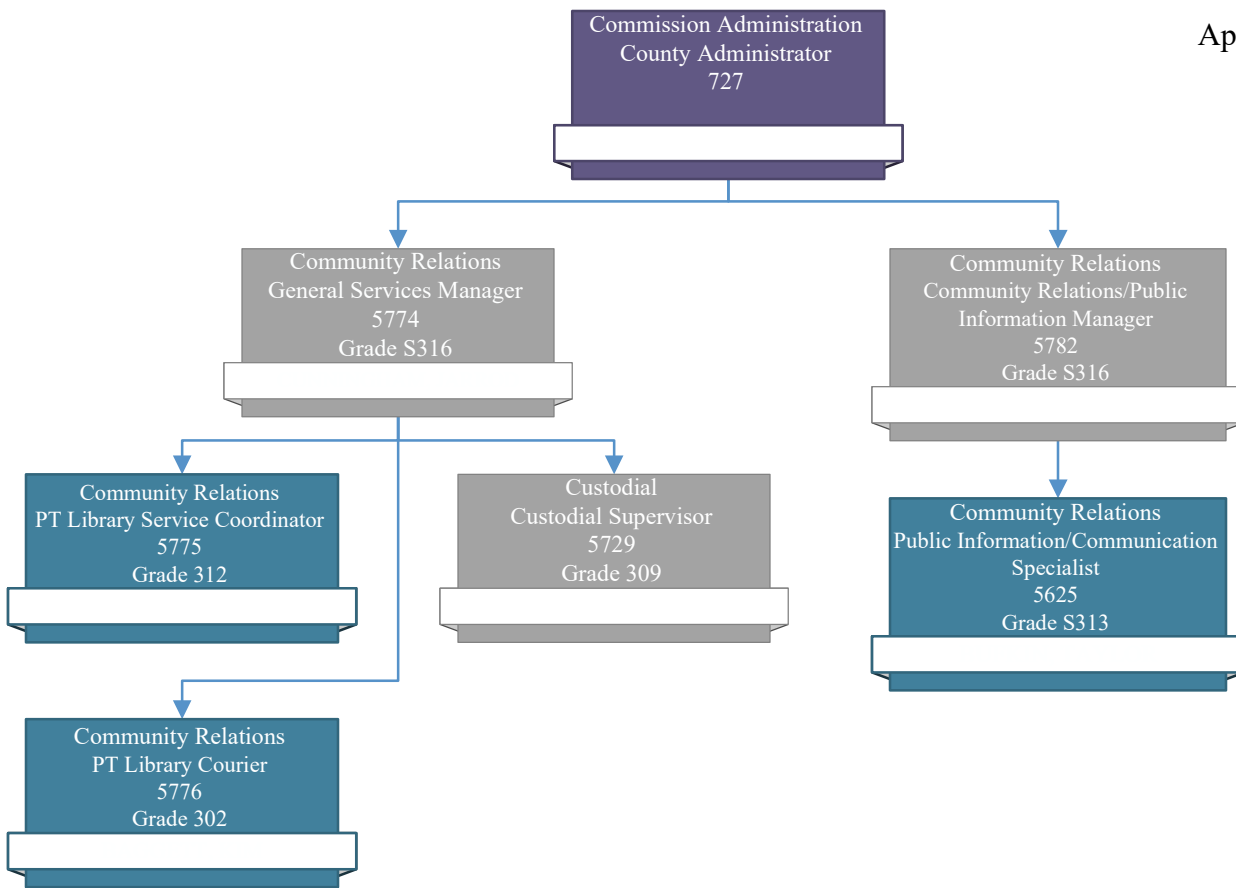 Commission Administration
County Administrator
727
Ap
Community Relations
General Services Manager
5774
Grade S316
Community Relations
Community Relations/Public
Information Manager
5782
Grade S316
Community Relations
PT Library Service Coordinator
5775
Grade 312
Custodial
Custodial Supervisor
5729
Grade 309
Community Relations
Public Information/Communication
Specialist
5625
Grade S313
Community Relations
PT Library Courier
5776
Grade 302